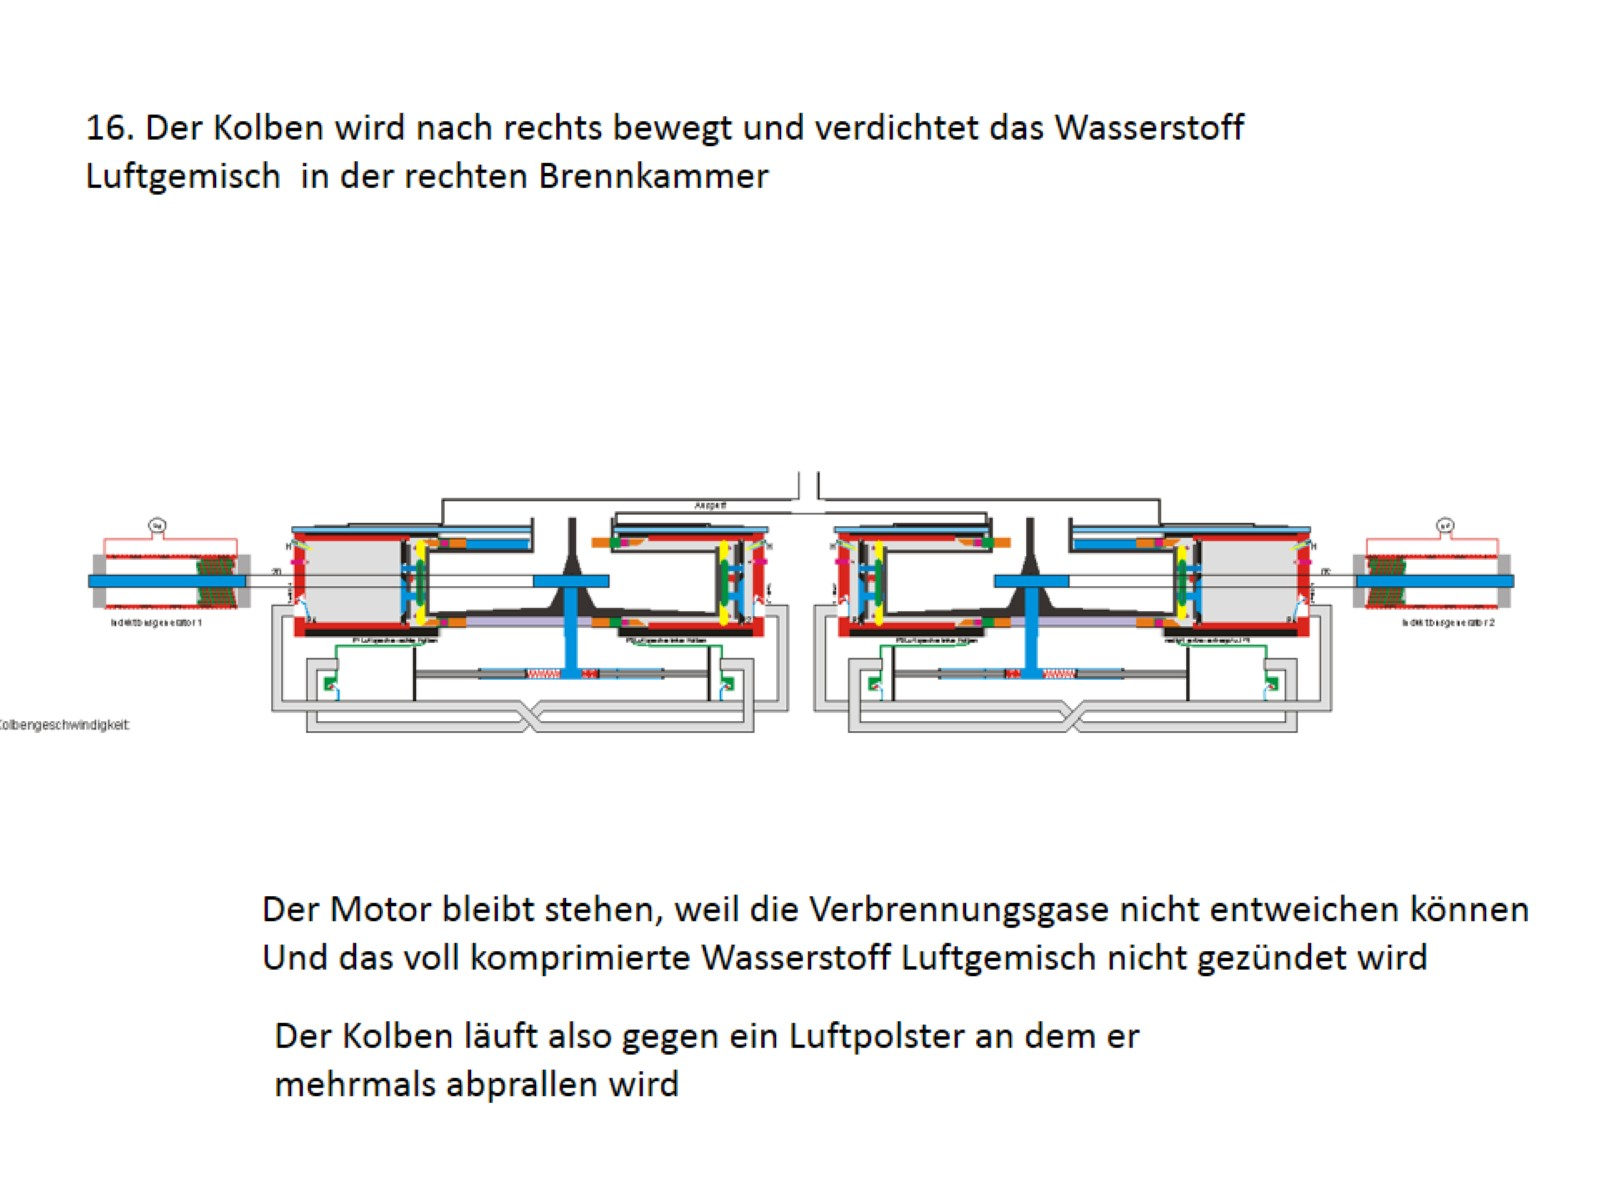 16. Der Kolben wird nach rechts bewegt und verdichtet das Wasserstoff
Luftgemisch in der rechten Brennkammer
Auspuff
Kolbengeschwindigkeit:
Der Motor bleibt stehen, weil die Verbrennungsgase nicht entweichen können
Und das voll komprimierte Wasserstoff Luftgemisch nicht gezündet wird
Der Kolben läuft also gegen ein Luftpolster an dem er
mehrmals abprallen wird